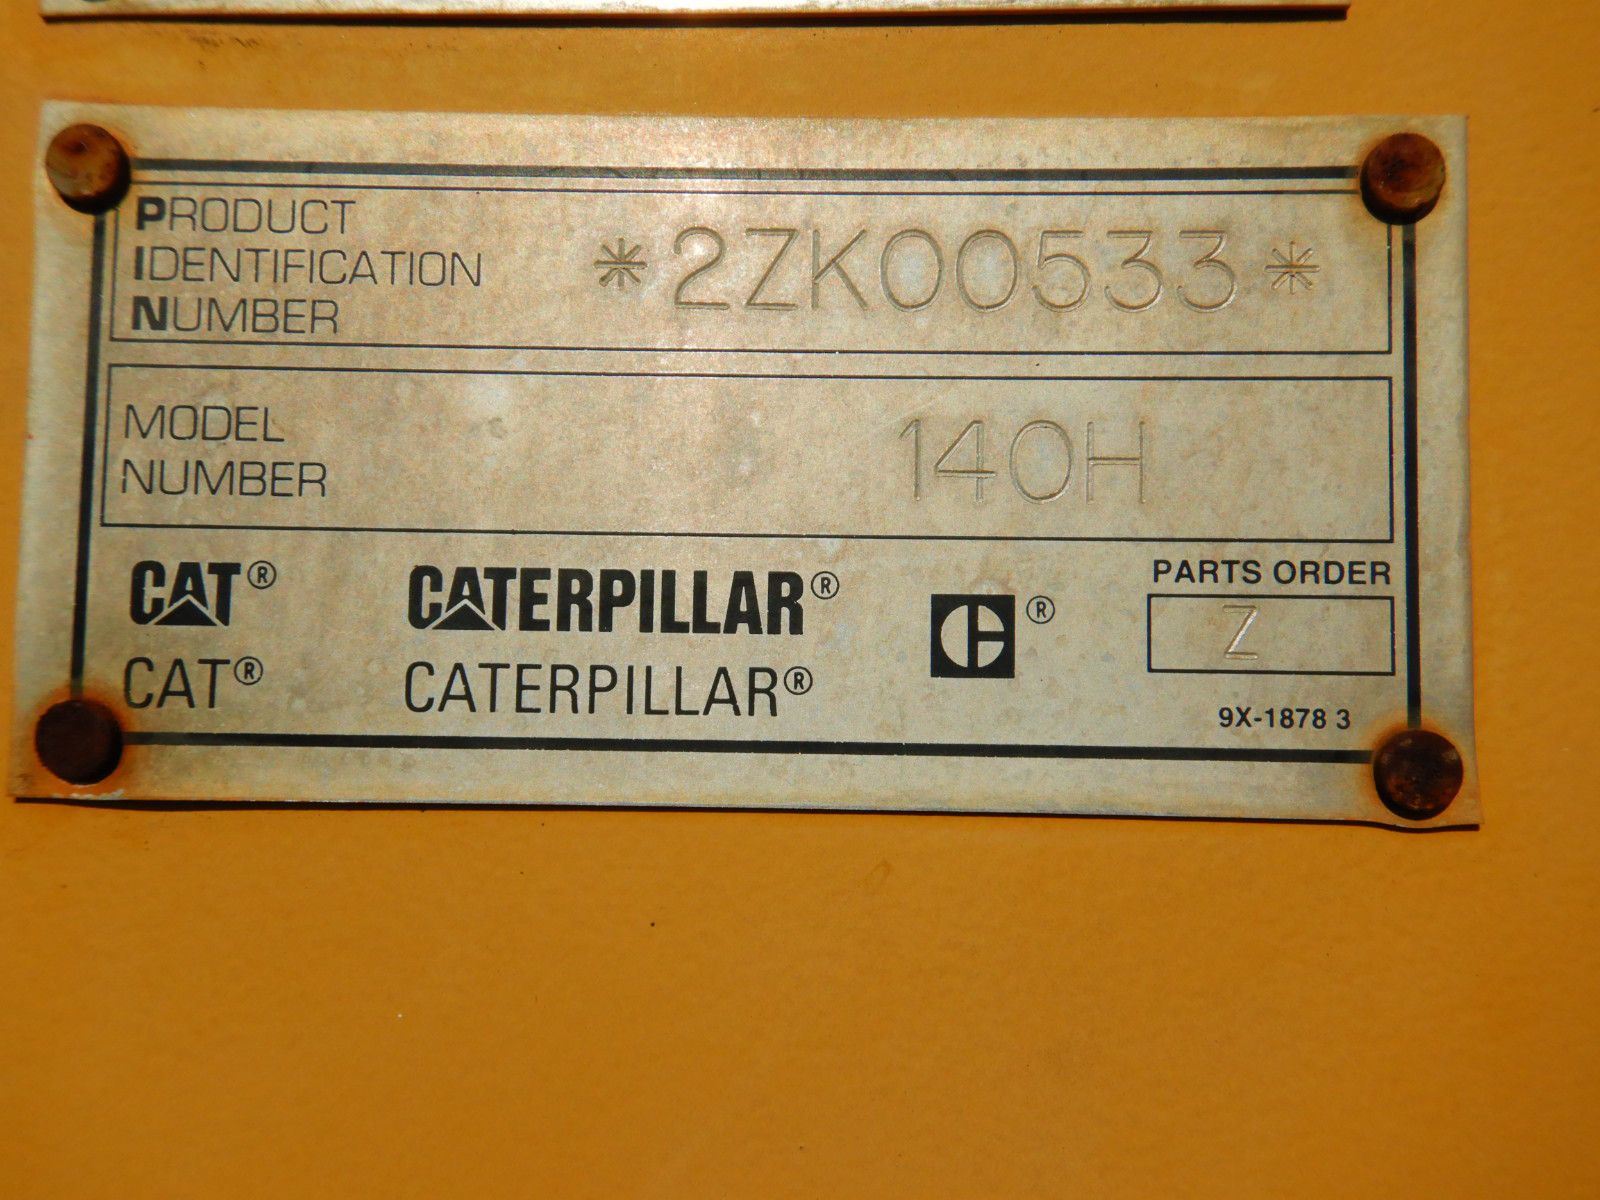 PRODUCT
IDENTIFICATION
NUMBER
*2ZK00533*
MODEL
NUMBER
140H
CAT® CATERPILLAR® ®
CAT® CATERPILLAR®
PARTS ORDER
Z
9X-1878 3